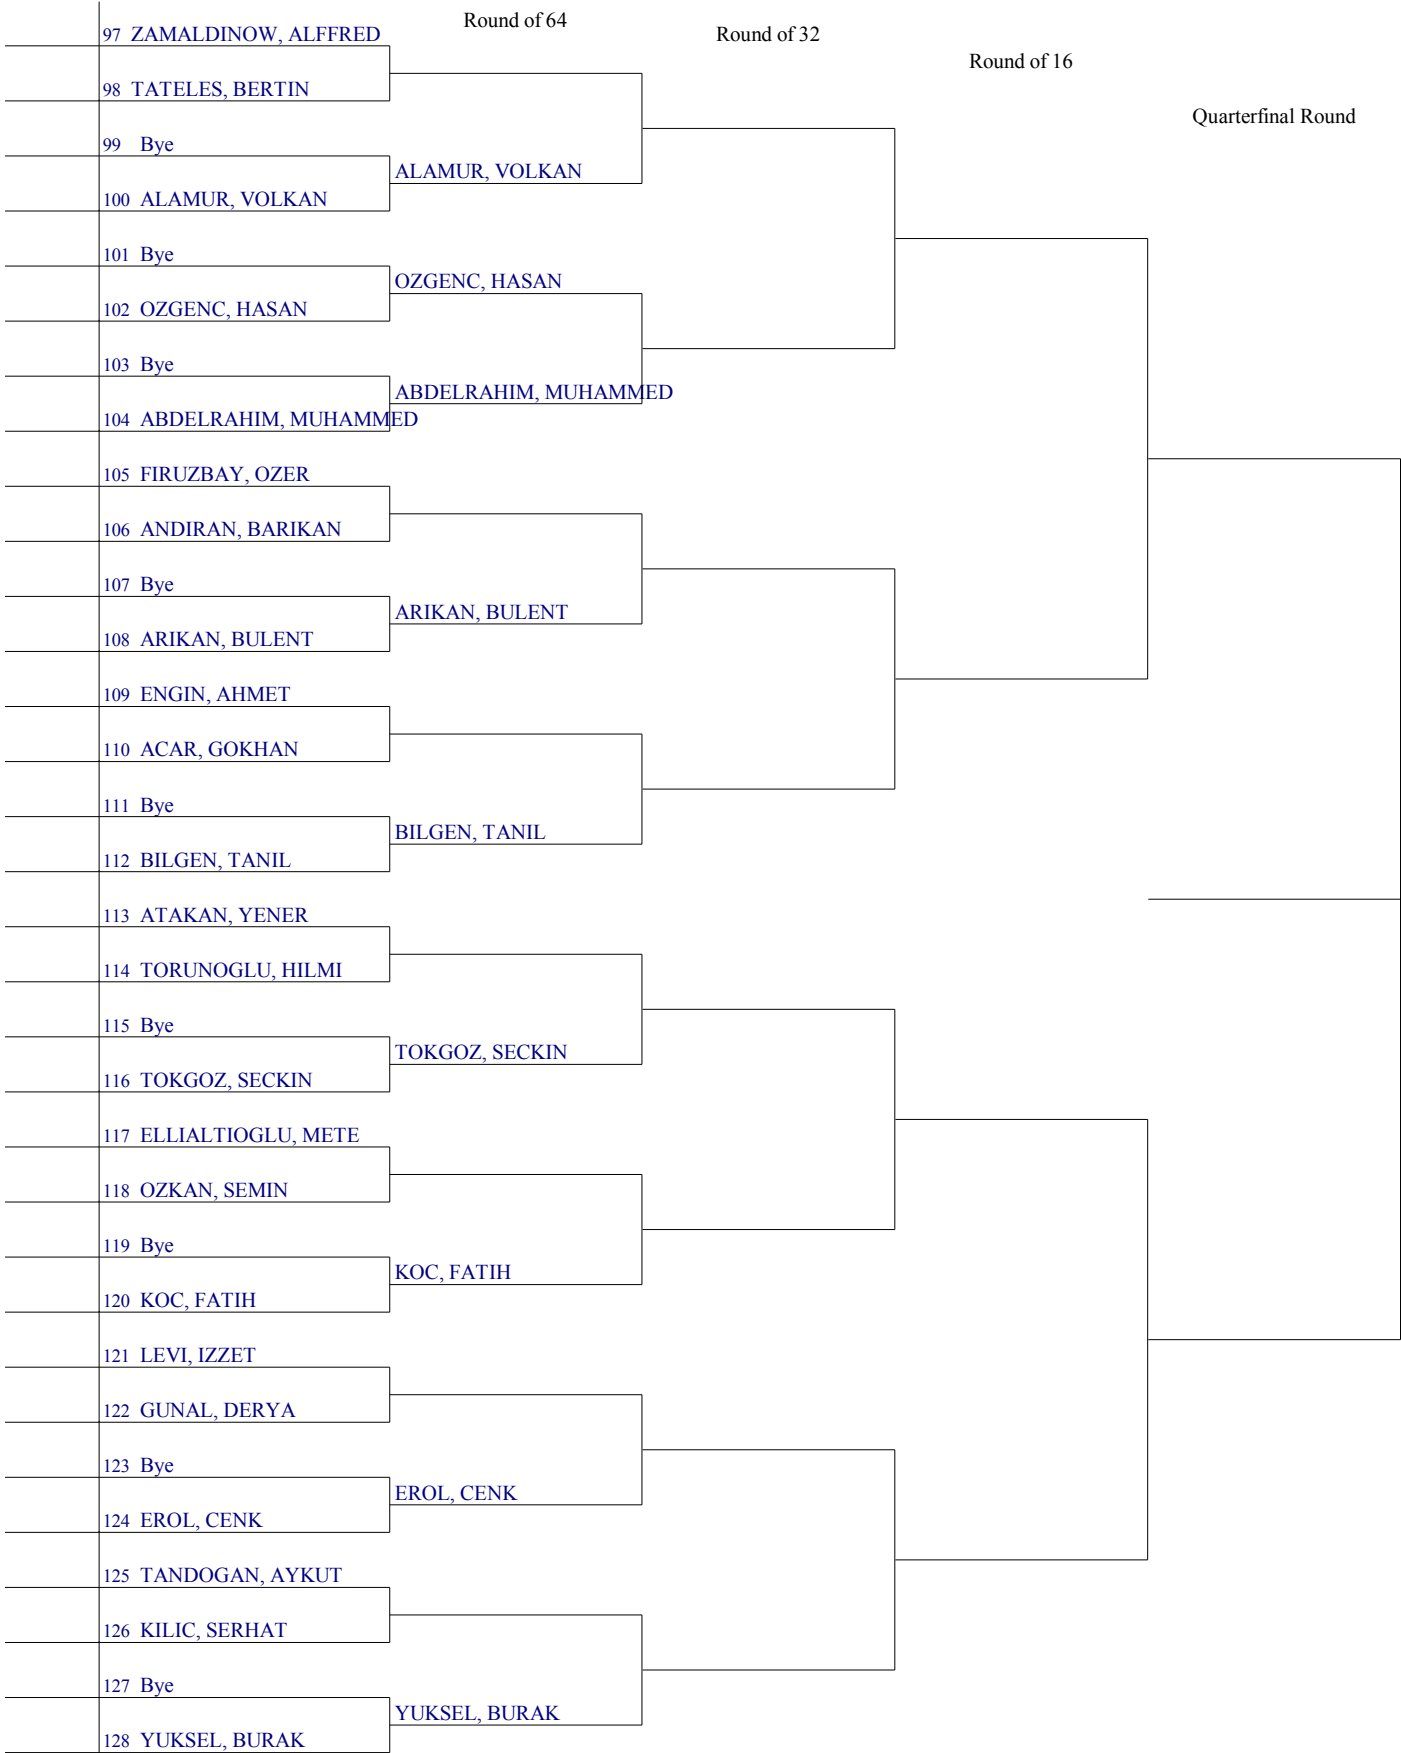 Round of 64
Round of 32
Round of 16
Quarterfinal Round
97 ZAMALDINOW, ALFFRED
98 TATELES, BERTIN
99 Bye
ALAMUR, VOLKAN
100 ALAMUR, VOLKAN
101 Bye
OZGENC, HASAN
102 OZGENC, HASAN
103 Bye
ABDELRAHIM, MUHAMMED
104 ABDELRAHIM, MUHAMMED
105 FIRUZBAY, OZER
106 ANDIRAN, BARIKAN
107 Bye
ARIKAN, BULENT
108 ARIKAN, BULENT
109 ENGIN, AHMET
110 ACAR, GOKHAN
111 Bye
BILGEN, TANIL
112 BILGEN, TANIL
113 ATAKAN, YENER
114 TORUNOGLU, HILMI
115 Bye
TOKGOZ, SECKIN
116 TOKGOZ, SECKIN
117 ELLIALTIOGLU, METE
118 OZKAN, SEMIN
119 Bye
KOC, FATIH
120 KOC, FATIH
121 LEVI, IZZET
122 GUNAL, DERYA
123 Bye
EROL, CENK
124 EROL, CENK
125 TANDOGAN, AYKUT
126 KILIC, SERHAT
127 Bye
YUKSEL, BURAK
128 YUKSEL, BURAK